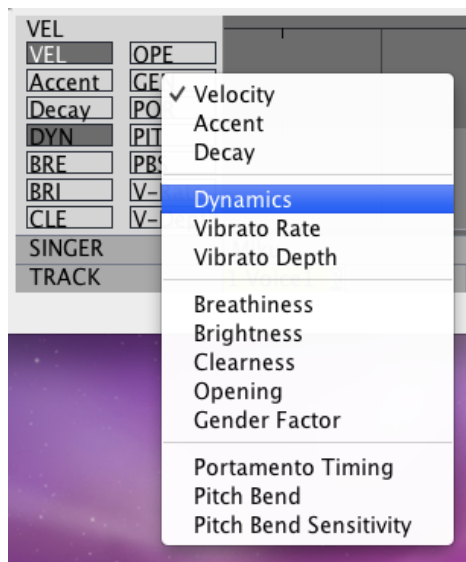 VEL
VEL OPE
Accent
Decay
DYN PIT
BRE
BRI
CLE
SINGER
TRACK
✓ Velocity
Accent
Decay
Dynamics
Vibrato Rate
Vibrato Depth
Breathiness
Brightness
Clearness
Opening
Gender Factor
Portamento Timing
Pitch Bend
Pitch Bend Sensitivity